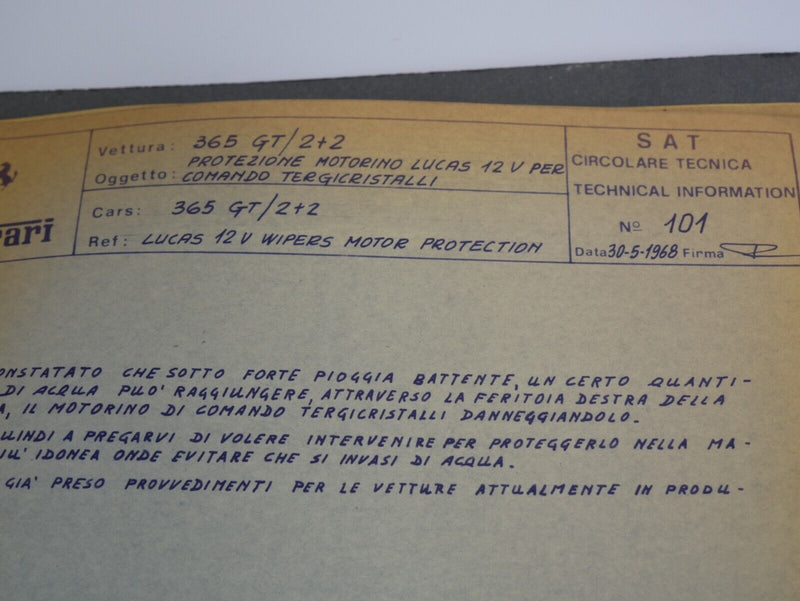 Vettura: 365 GT/2+2
Oggetto: PROTEZIONE MOTORINO LUCAS 12 V PER
COMANDO TERGICRISTALLI
Cars: 365 GT/2+2
Ref: LUCAS 12 V WIPERS MOTOR PROTECTION
SAT
CIRCOLARE TECNICA
TECHNICAL INFORMATION
Nº 101
Data 30-5-1968 Firma
ari
ONSTATATO CHE SOTTO FORTE PIOGGIA BATTENTE, UN CERTO QUANTI-
DI ACQUA PUO' RAGGIUNGERE, ATTRAVERSO LA FERITOIA DESTRA DELLA
A, IL MOTORINO DI COMANDO TERGICRISTALLI DANNEGGIANDOLO.
UINDI A PREGARVI DI VOLERE INTERVENIRE PER PROTEGGERLO NELLA MA-
IU' IDONEA ONDE EVITARE CHE SI INVASI DI ACQUA.
GIA' PRESO PROVVEDIMENTI PER LE VETTURE ATTUALMENTE IN PRODU-